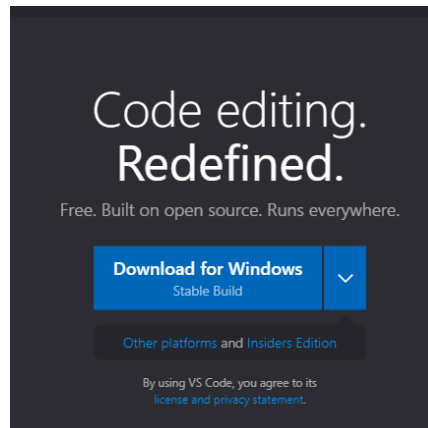 Code editing.
Redefined.
Free. Built on open source. Runs everywhere.
Download for Windows
Stable Build
Other platforms and Insiders Edition
By using VS Code, you agree to its
license and privacy statement.